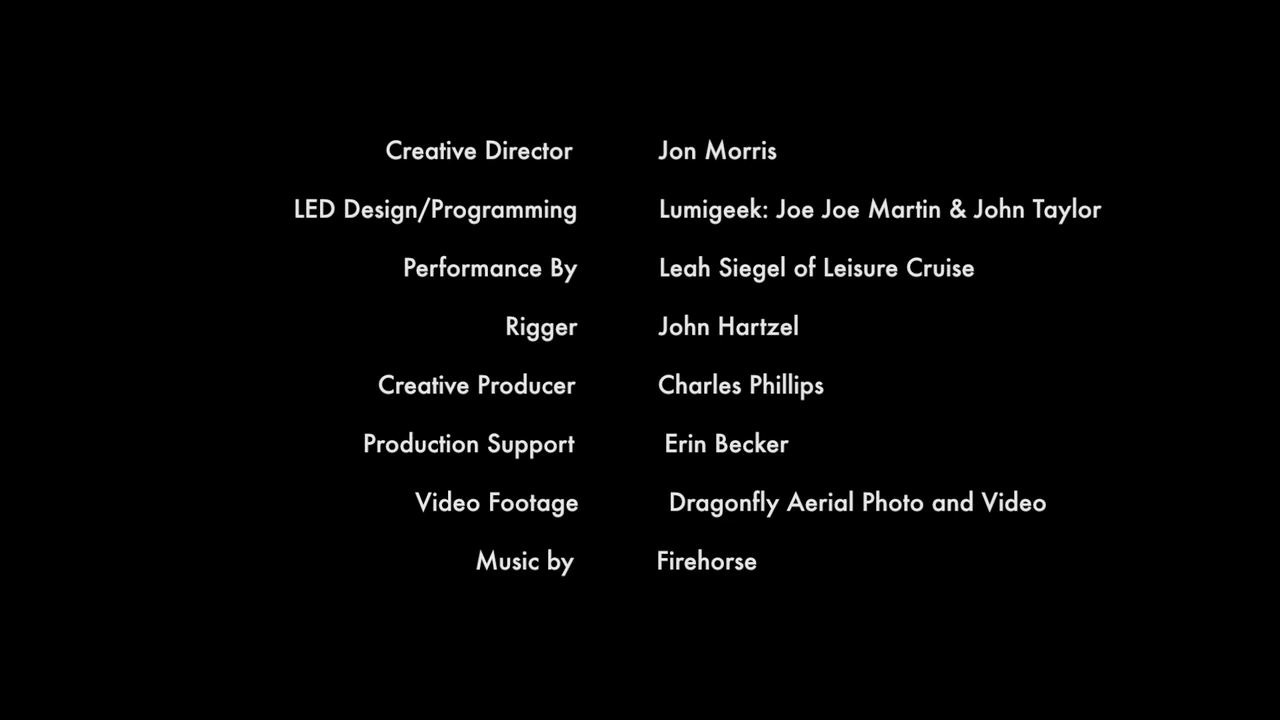 Creative Director Jon Morris
LED Design/Programming Lumigeek: Joe Joe Martin & John Taylor
Performance By Leah Siegel of Leisure Cruise
Rigger John Hartzel
Creative Producer Charles Phillips
Production Support Erin Becker
Video Footage Dragonfly Aerial Photo and Video
Music by Firehorse